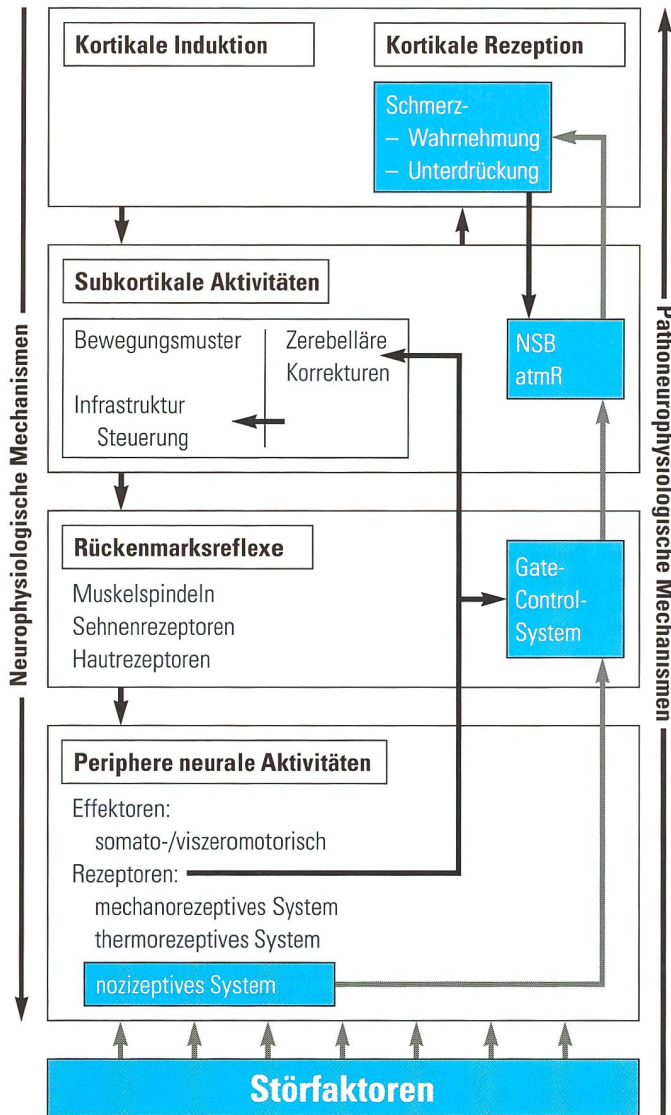 Neurophysiologische Mechanismen
Kortikale Induktion
Kortikale Rezeption
Schmerz-
– Wahrnehmung
– Unterdrückung
Subkortikale Aktivitäten
Bewegungsmuster
Infrastruktur
Steuerung
Zerebelläre
Korrekturen
NSB
atmR
Rückenmarksreflexe
Muskelspindeln
Sehnenrezeptoren
Hautrezeptoren
Gate-
Control-
System
Periphere neurale Aktivitäten
Effektoren:
somato-/viszeromotorisch
Rezeptoren:
mechanorezeptives System
thermorezeptives System
nozizeptives System
Störfaktoren
Pathoneurophysiologische Mechanismen